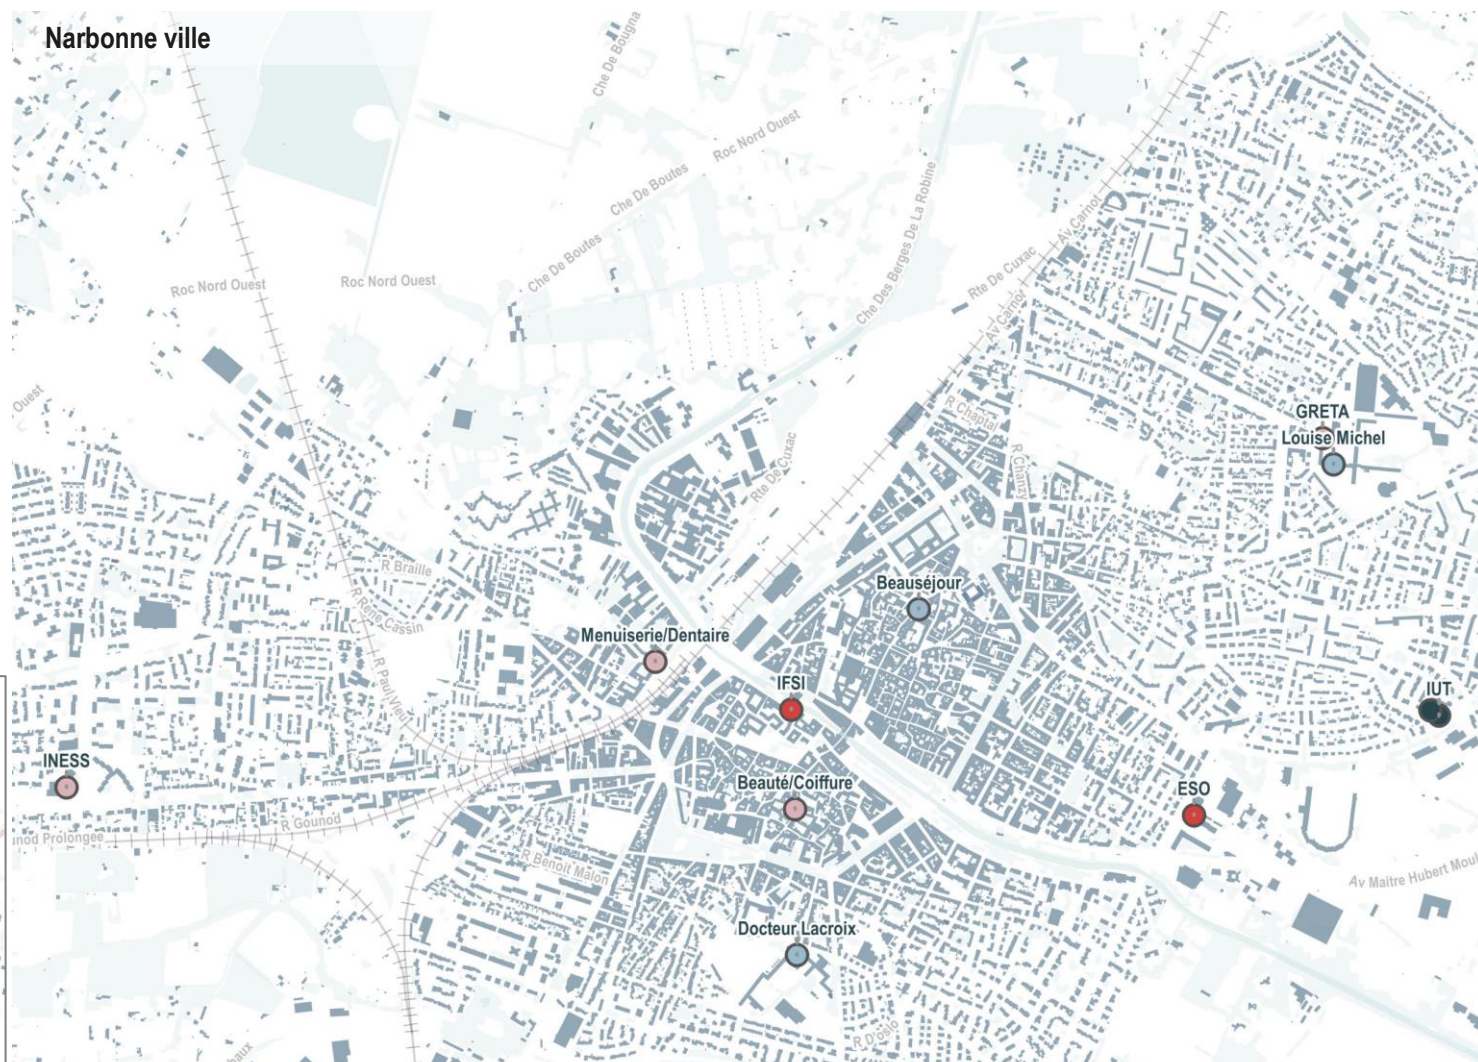 Narbonne ville
Che De Bougna
Roc Nord Ouest
Che De Boutes
Che De Boutes
Roc Nord Ouest
Roc Nord Ouest
Che Des Berges De La Robine
Av Carnot
Rte De Cuxac
Av Carnot
Ouest
R Chaptal
GRETA
Louise Michel
R Chanzy
Rte De Cuxac
R Braille
Beauséjour
R Rene Cassin
Menuiserie/Dentaire
IFSI
R Paul Vieu
IUT
INESS
Beauté/Coiffure
ESO
R Gounod
unod Prolongee
R Benoit Malon
Av Maitre Hubert Moul
Docteur Lacroix
R D'oslo
baux